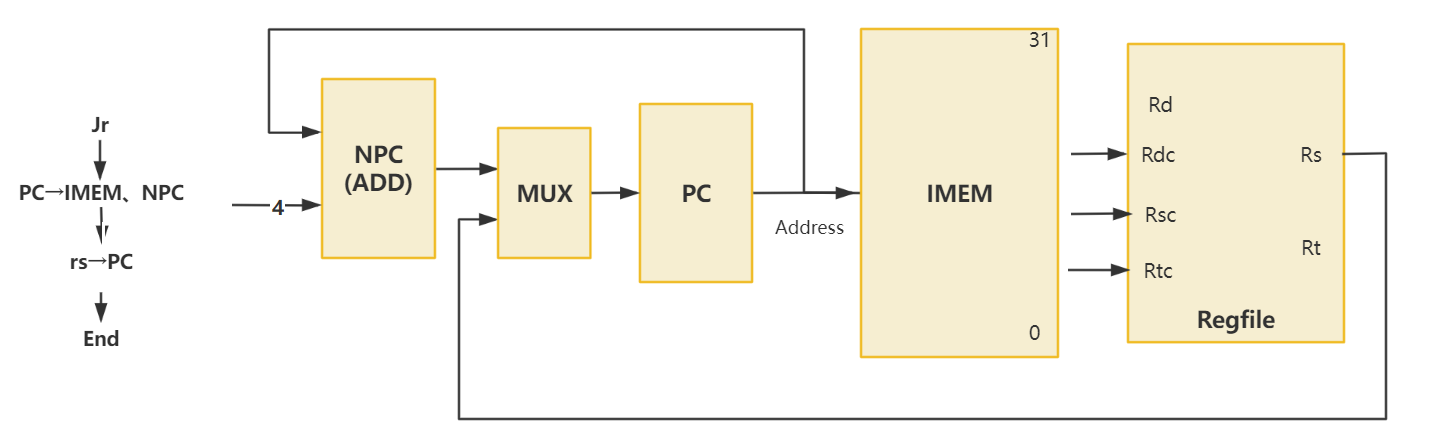 Jr
PC→IMEM、NPC
rs→PC
End
4
NPC
(ADD)
MUX
PC
Address
31
IMEM
0
Rd
Rdc
Rs
Rsc
Rt
Rtc
Regfile